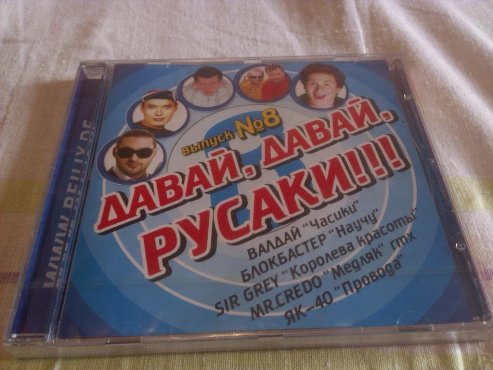 выпуск №8
ДАВАЙ, ДАВАЙ,
РУСАКИ!!!
ВАЛДАЙ "Часики"
БЛОКБАСТЕР "Научу"
SIR GREY "Королева красоты"
MR.CREDO "Медляк" rmx
ЯК-40 "Провода"